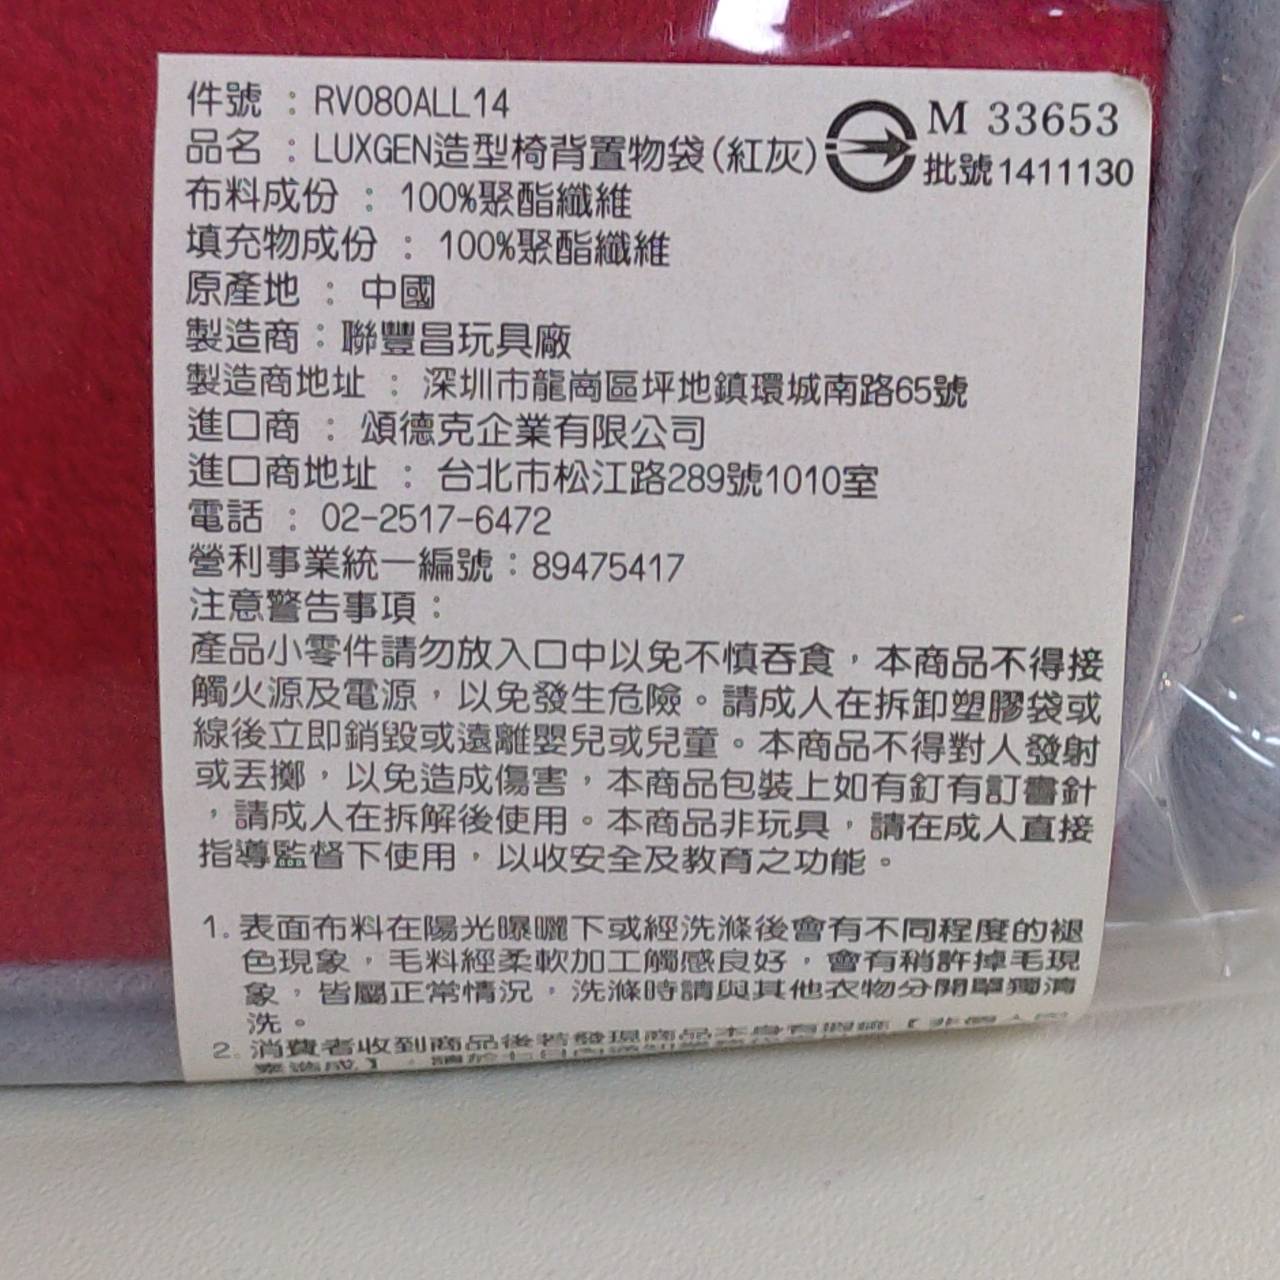 件號：RV080ALL14
M 33653
品名：LUXGEN造型椅背置物袋(紅灰)
批號1411130
布料成份：100%聚酯纖維
填充物成份：100%聚酯纖維
原產地：中國
製造商：聯豐昌玩具廠
製造商地址：深圳市龍崗區坪地鎮環城南路65號
進口商：頌德克企業有限公司
進口商地址：台北市松江路289號1010室
電話：02-2517-6472
營利事業統一編號：89475417
注意警告事項：
產品小零件請勿放入口中以免不慎吞食，本商品不得接
觸火源及電源，以免發生危險。請成人在拆卸塑膠袋或
線後立即銷毀或遠離嬰兒或兒童。本商品不得對人發射
或丟擲，以免造成傷害，本商品包裝上如有釘有訂書針
，請成人在拆解後使用。本商品非玩具，請在成人直接
指導監督下使用，以收安全及教育之功能。
1. 表面布料在陽光曝曬下或經洗滌後會有不同程度的褪
色現象，毛料經柔軟加工觸感良好，會有稍許掉毛現
象，皆屬正常情況，洗滌時請與其他衣物分開單獨清
洗。
2. 消費者收到商品後若發現商品本身有瑕疵【非個人因
素造成】，請於七日內